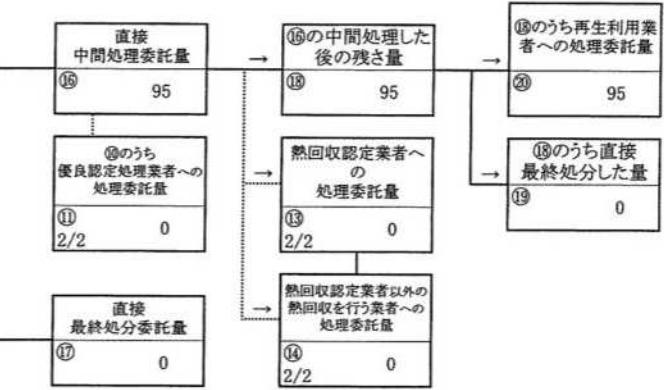 直接
中間処理委託量
⑯
95
→
⑯の中間処理した
後の残さ量
⑱
95
→
⑱のうち再生利用業
者への処理委託量
⑳
95
⑩のうち
優良認定処理業者への
処理委託量
⑪
2/2
0
→
熱回収認定業者へ
の
処理委託量
⑬
2/2
0
→
⑱のうち直接
最終処分した量
⑲
0
直接
最終処分委託量
⑰
0
→
熱回収認定業者以外の
熱回収を行う業者への
処理委託量
⑭
2/2
0